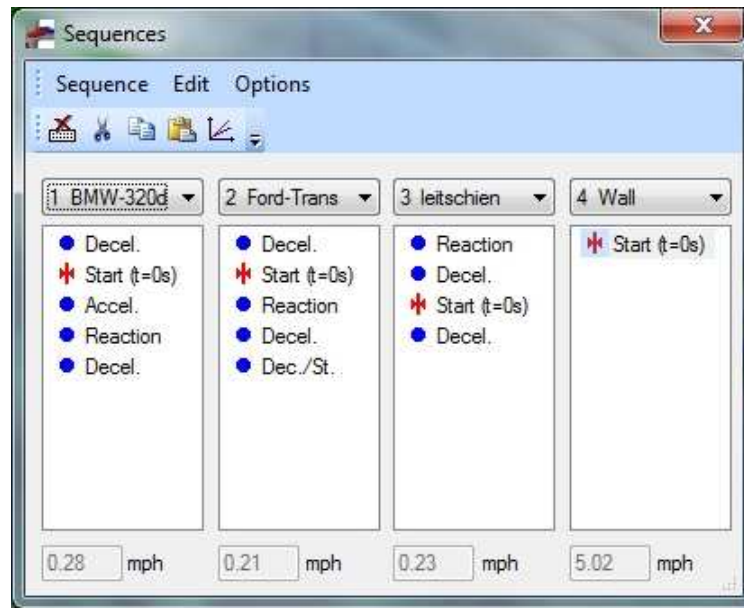 Sequences
Sequence Edit Options
1 BMW-320d 2 Ford-Trans 3 leitschien 4 Wall
Decel. Decel. Reaction Start (t=0s)
Start (t=0s) Start (t=0s) Decel.
Accel. Reaction Start (t=0s)
Reaction Decel. Decel.
Decel. Dec./St.
0.28 mph 0.21 mph 0.23 mph 5.02 mph